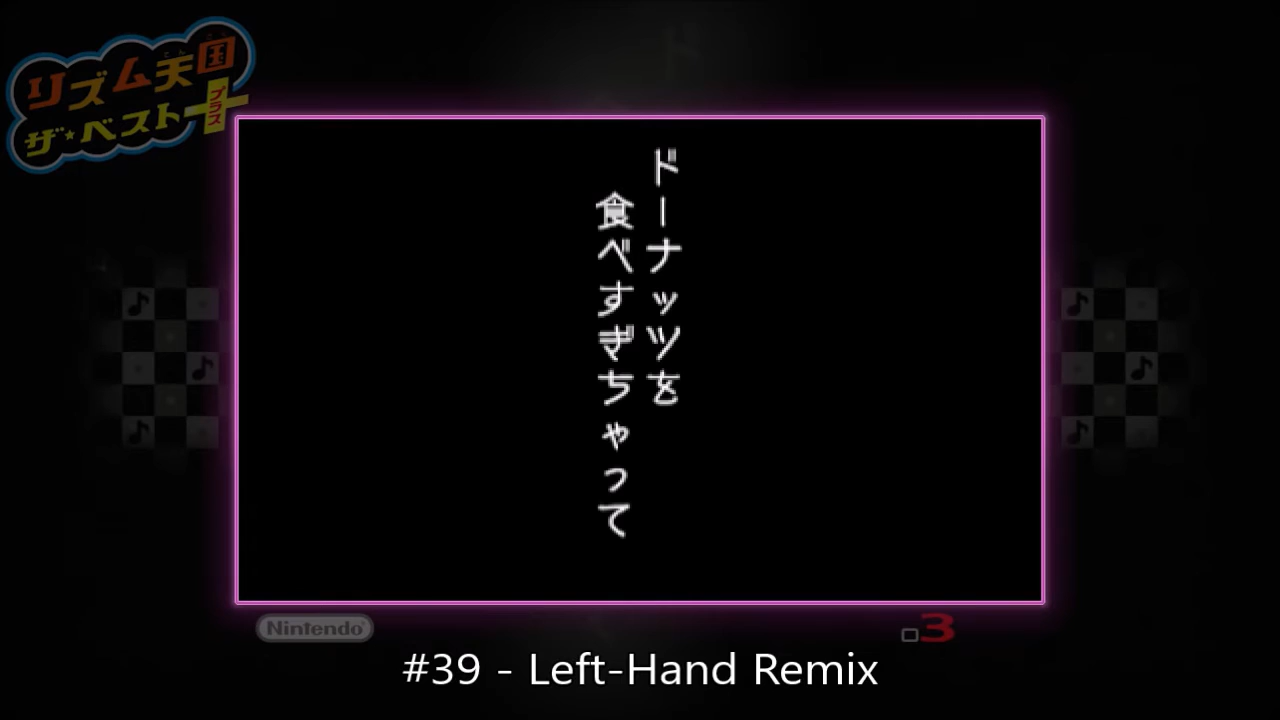 リズム天国
ザ★ベスト+
プラス
ドーナッツを
食べすぎちゃって
Nintendo
3
#39 - Left-Hand Remix